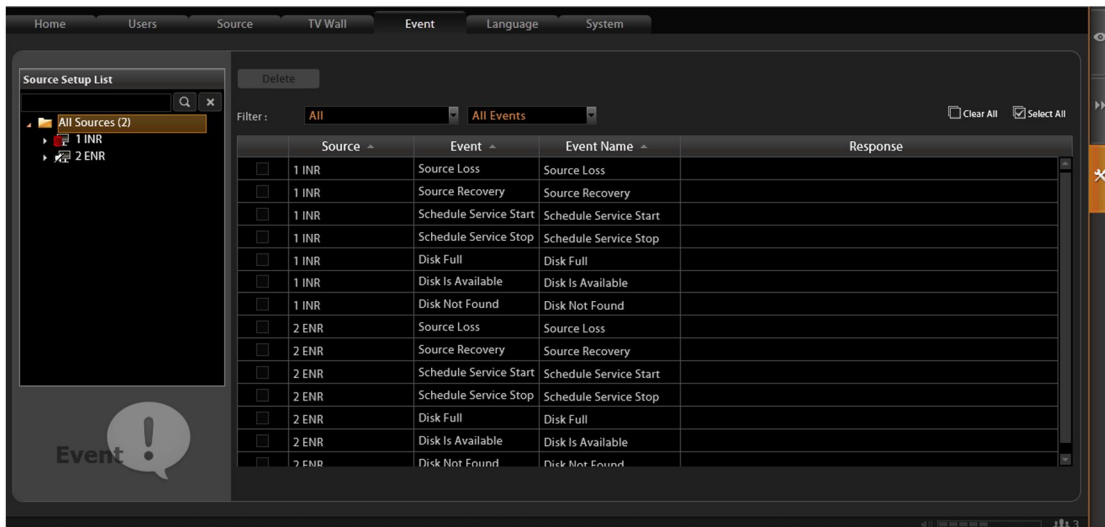 Home Users Source TV Wall Event Language System
Source Setup List
Delete
All Sources (2)
Filter : All All Events Clear All Select All
1 INR
2 ENR
Source Event Event Name Response
1 INR Source Loss Source Loss
1 INR Source Recovery Source Recovery
1 INR Schedule Service Start Schedule Service Start
1 INR Schedule Service Stop Schedule Service Stop
1 INR Disk Full Disk Full
1 INR Disk Is Available Disk Is Available
1 INR Disk Not Found Disk Not Found
2 ENR Source Loss Source Loss
2 ENR Source Recovery Source Recovery
2 ENR Schedule Service Start Schedule Service Start
2 ENR Schedule Service Stop Schedule Service Stop
2 ENR Disk Full Disk Full
2 ENR Disk Is Available Disk Is Available
2 ENR Disk Not Found Disk Not Found
Event
3